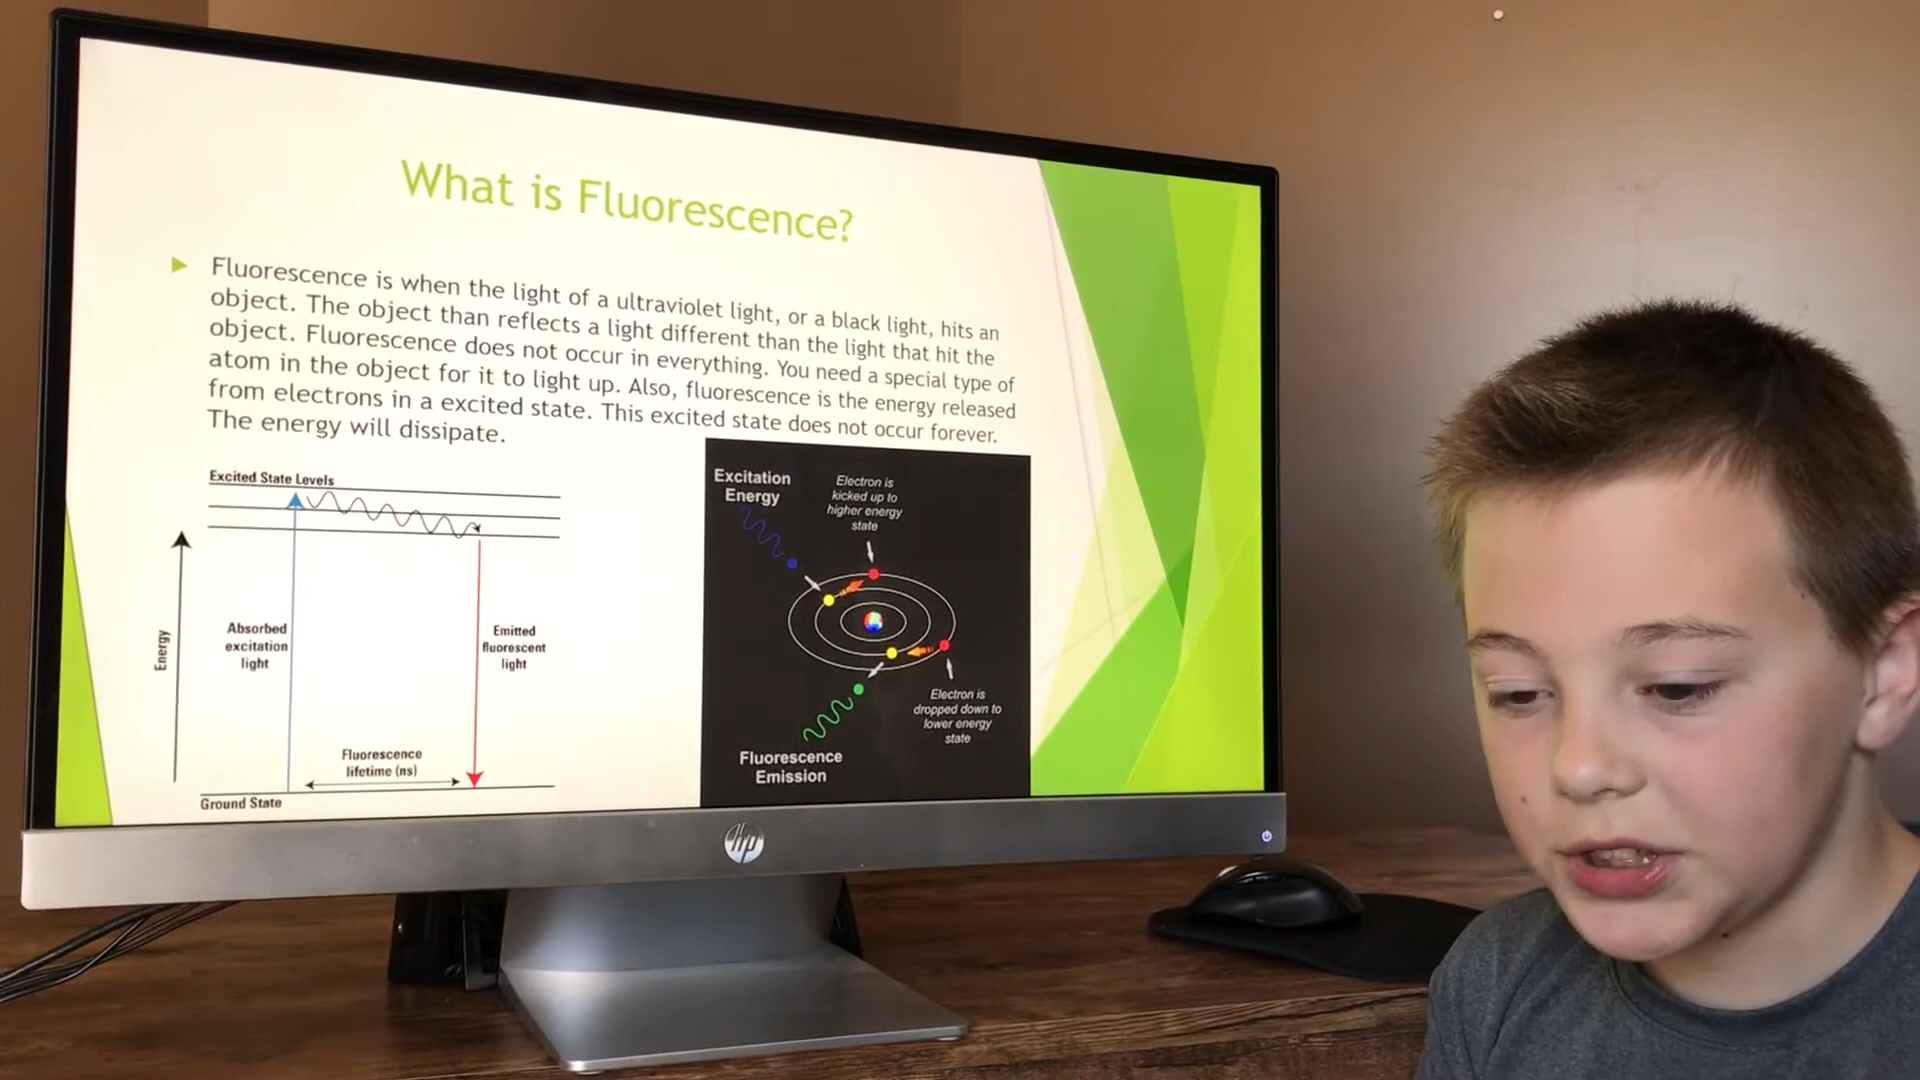 What is Fluorescence?
Fluorescence is when the light of a ultraviolet light, or a black light, hits an
object. The object than reflects a light different than the light that hit the
object. Fluorescence does not occur in everything. You need a special type of
atom in the object for it to light up. Also, fluorescence is the energy released
from electrons in a excited state. This excited state does not occur forever.
The energy will dissipate.
Excited State Levels
Energy
Absorbed
excitation
light
Emitted
fluorescent
light
Fluorescence
lifetime (ns)
Ground State
Excitation
Energy
Electron is
kicked up to
higher energy
state
Electron is
dropped down to
lower energy
state
Fluorescence
Emission
hp